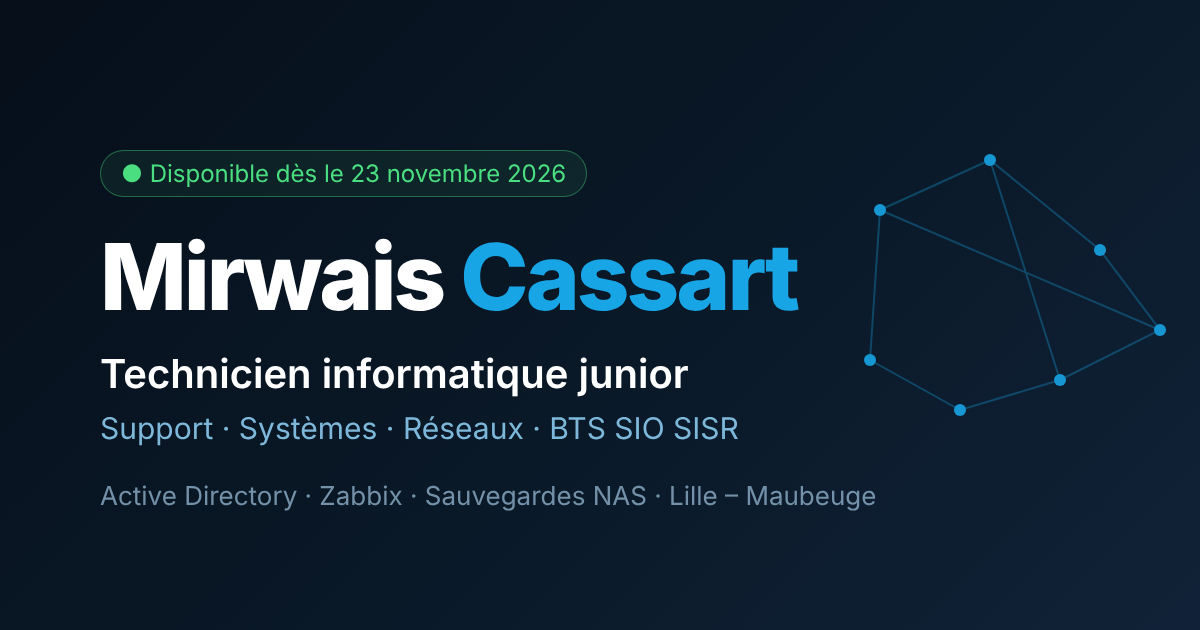 Disponible dès le 23 novembre 2026
Mirwais Cassart
Technicien informatique junior
Support · Systèmes · Réseaux · BTS SIO SISR
Active Directory · Zabbix · Sauvegardes NAS · Lille – Maubeuge